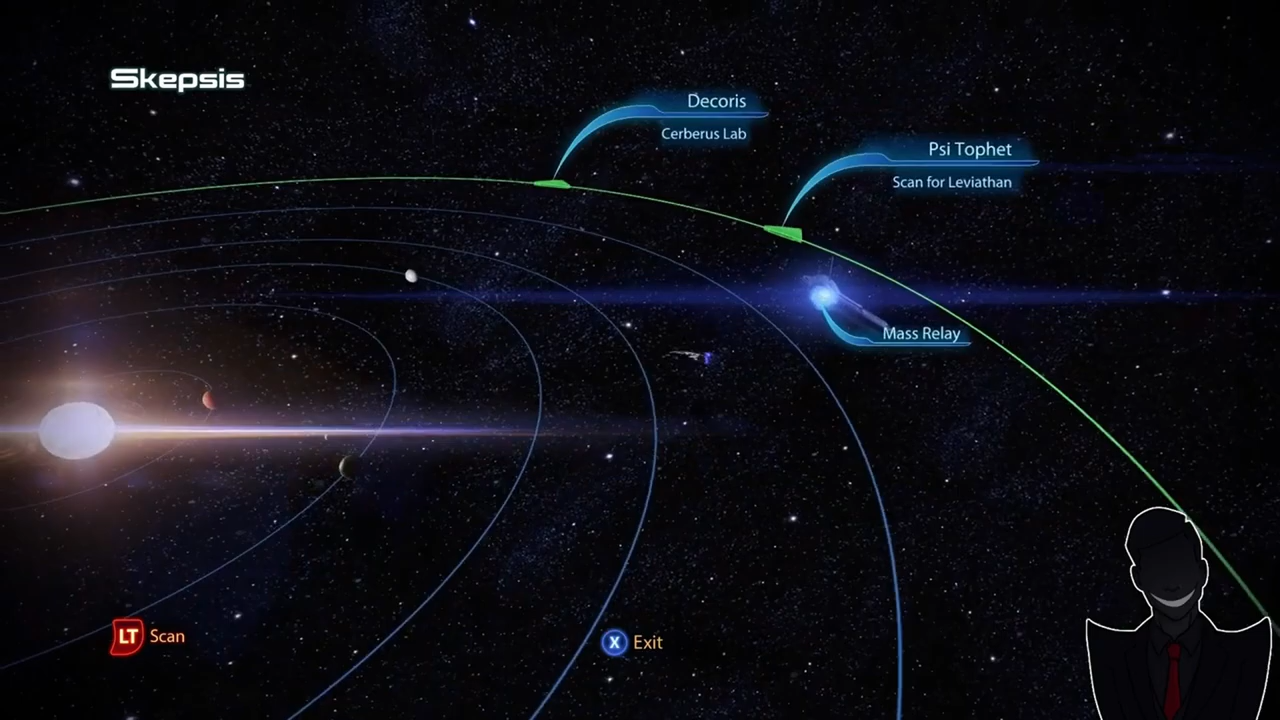 Skepsis
Decoris
Cerberus Lab
Psi Tophet
Scan for Leviathan
Mass Relay
LT Scan
X Exit